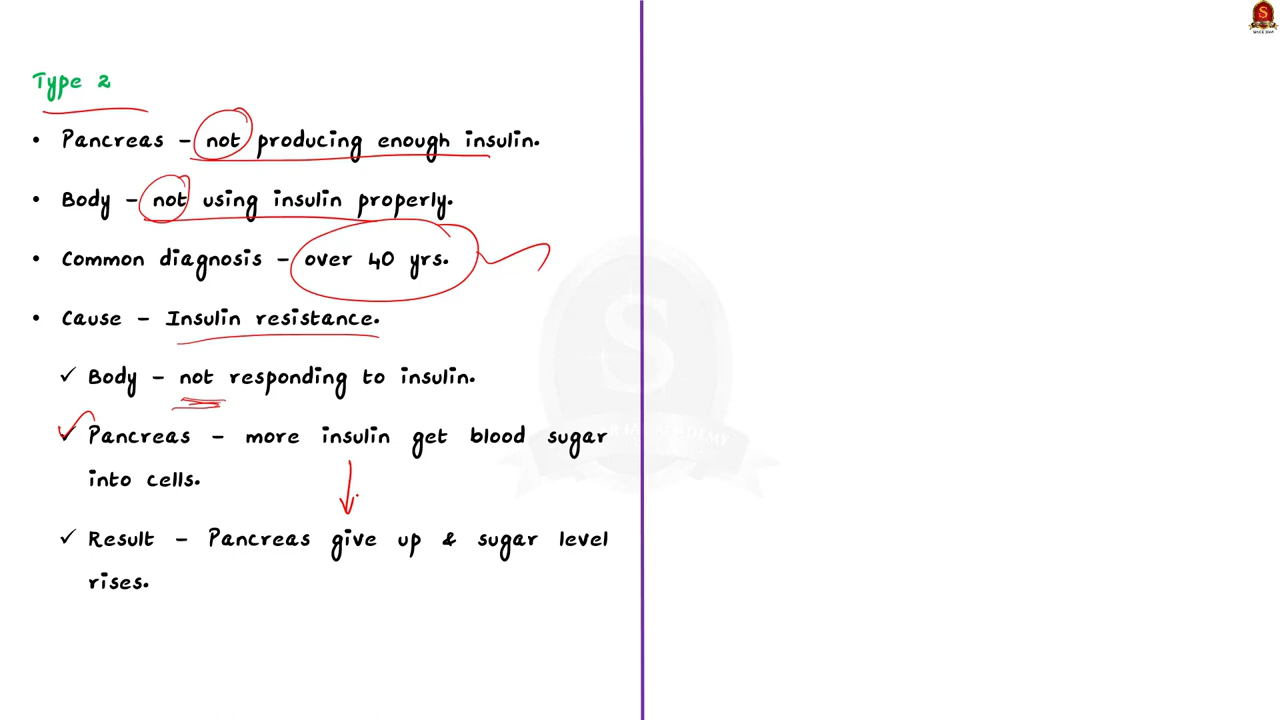 Type 2
• Pancreas – not producing enough insulin.
• Body – not using insulin properly.
• Common diagnosis – over 40 yrs.
• Cause – Insulin resistance.
✓ Body – not responding to insulin.
✓ Pancreas – more insulin get blood sugar
into cells.
✓ Result – Pancreas give up & sugar level
rises.